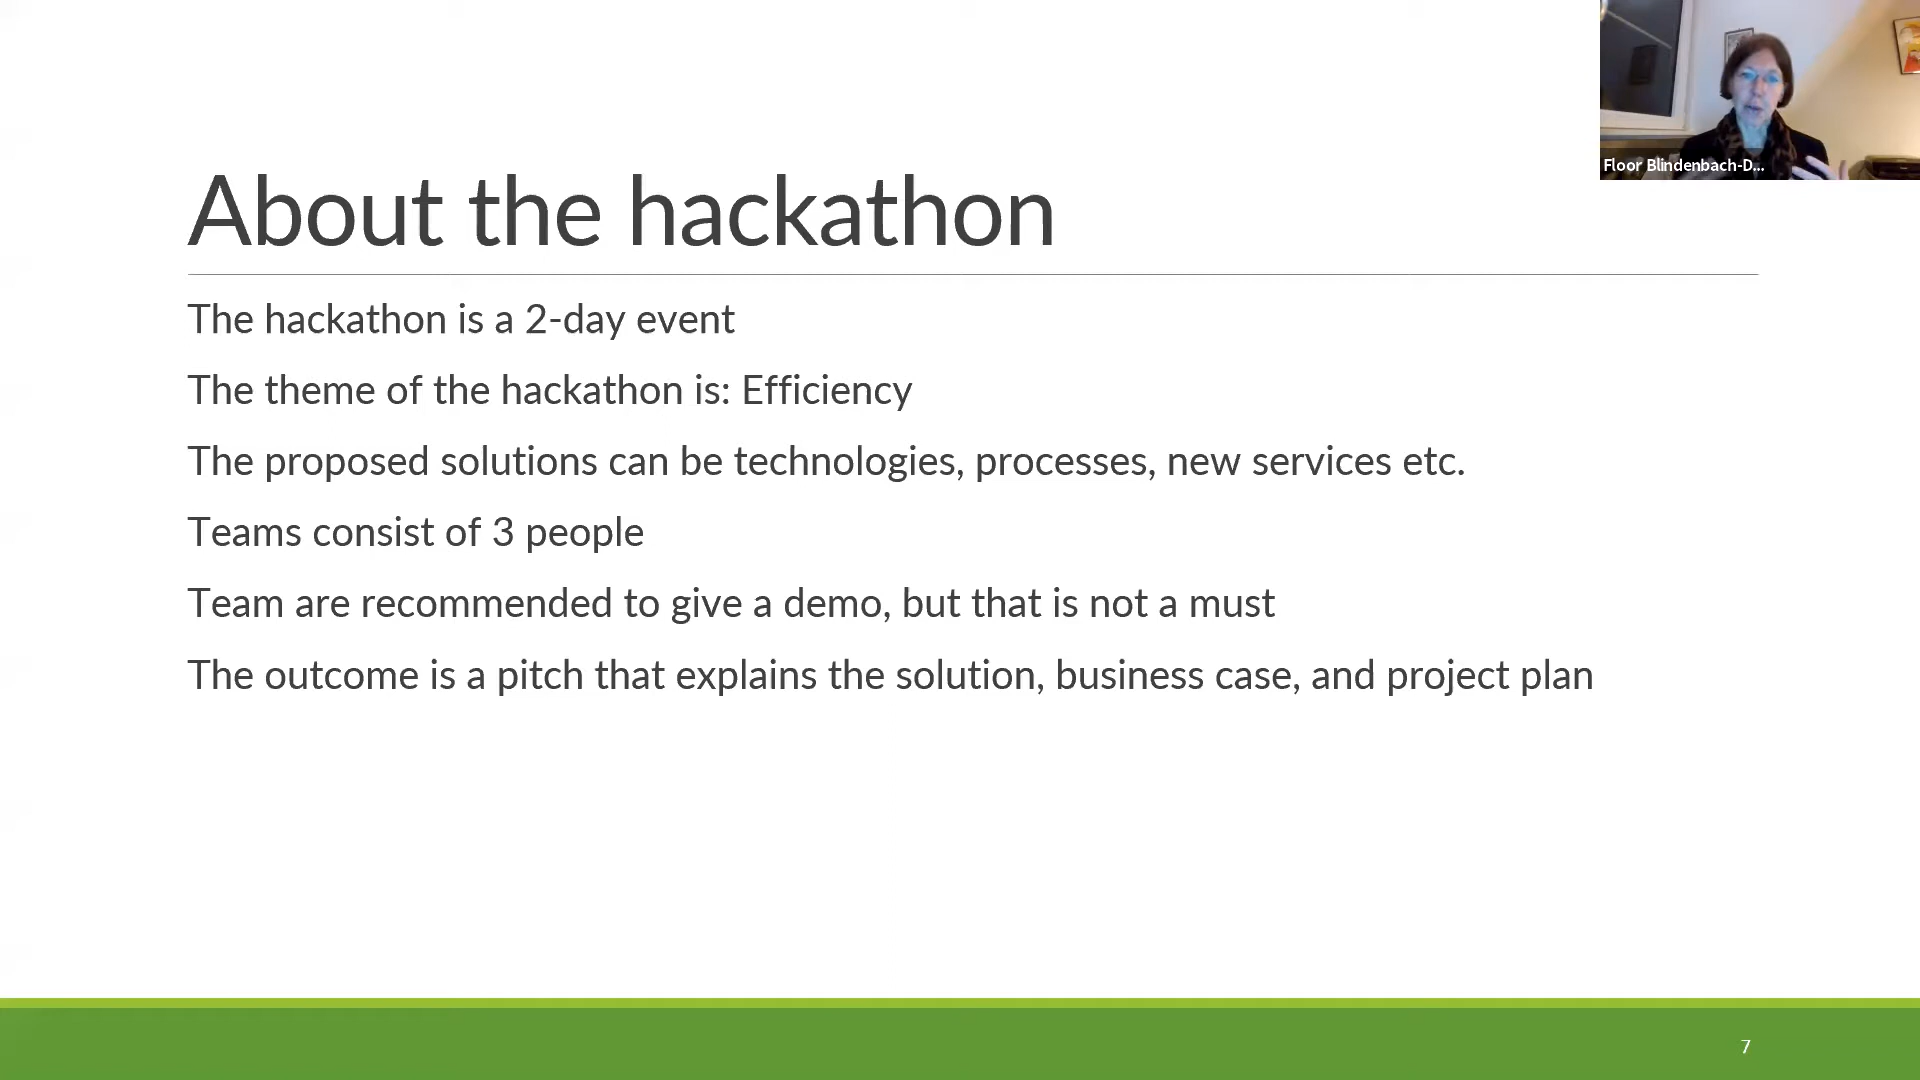 Floor Blindenbach-D...
About the hackathon
The hackathon is a 2-day event
The theme of the hackathon is: Efficiency
The proposed solutions can be technologies, processes, new services etc.
Teams consist of 3 people
Team are recommended to give a demo, but that is not a must
The outcome is a pitch that explains the solution, business case, and project plan
7